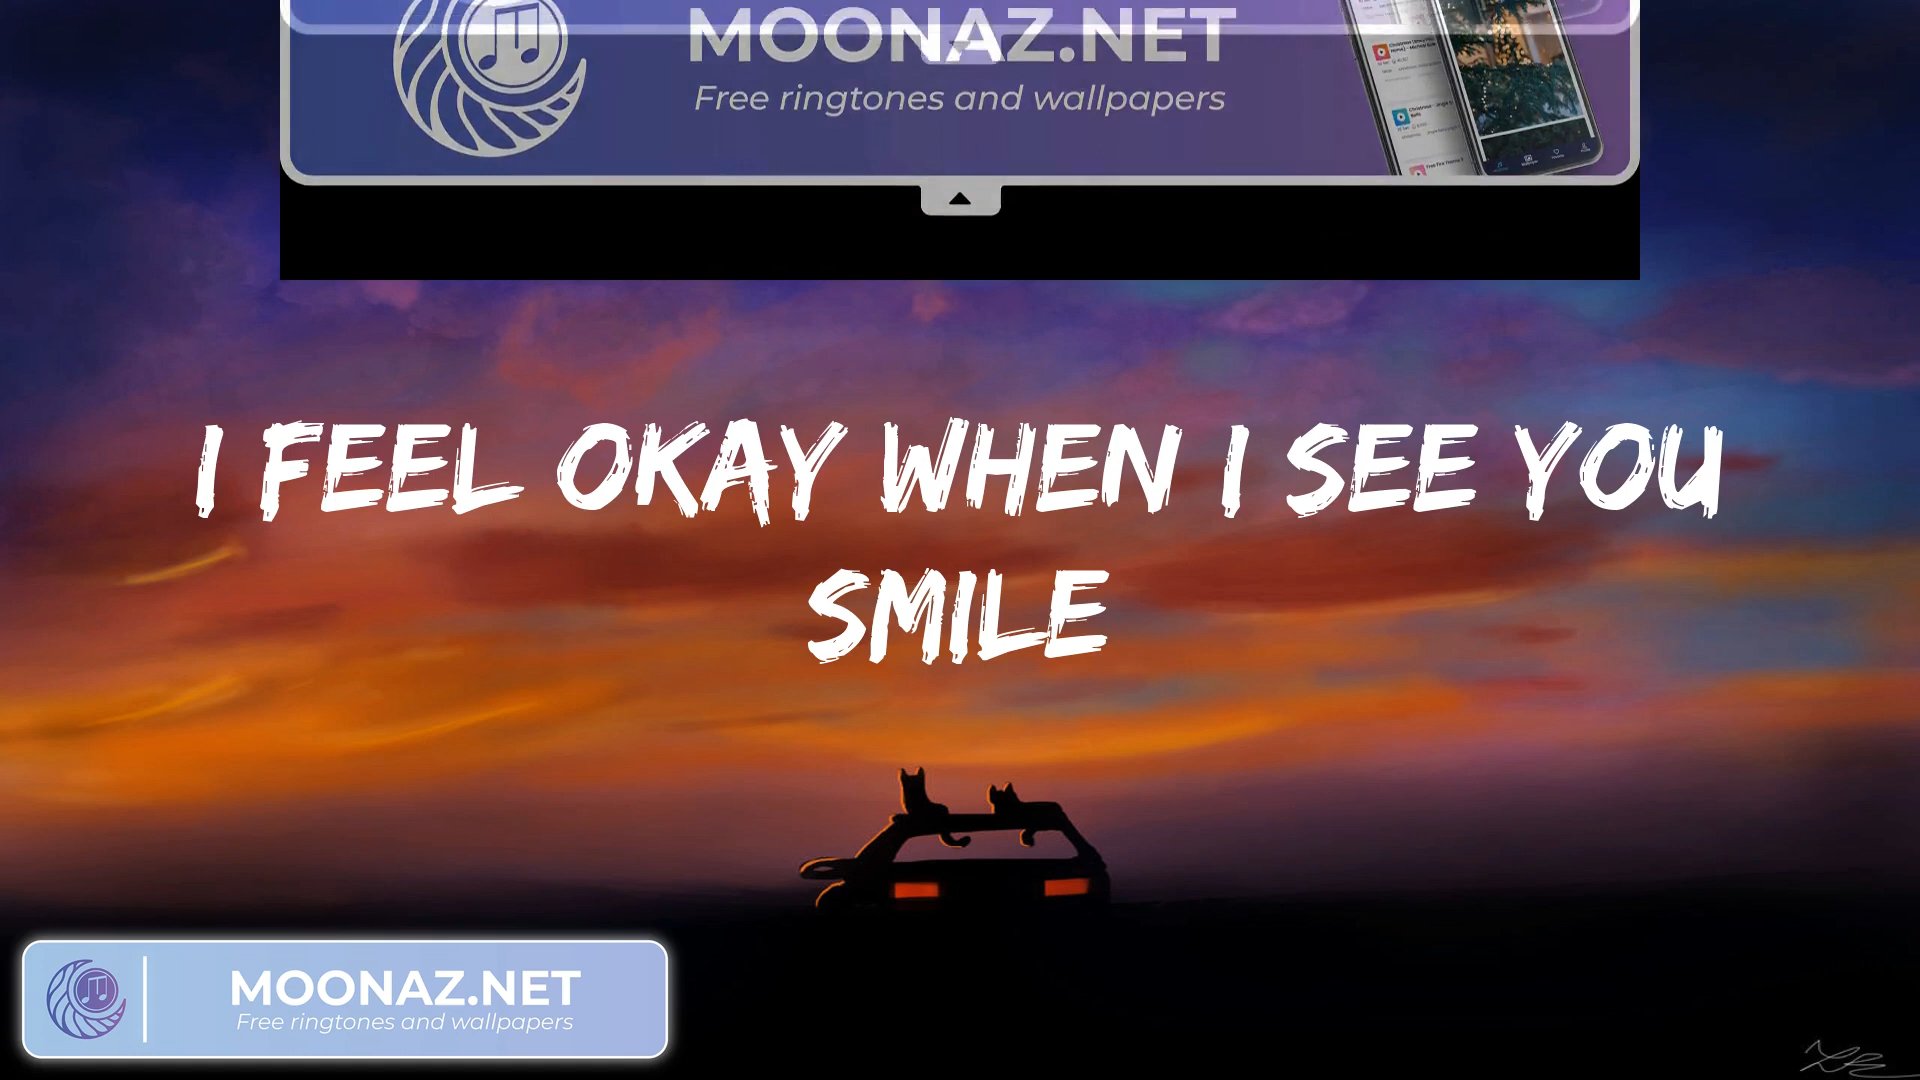 MOONAZ.NET
Free ringtones and wallpapers
I FEEL OKAY WHEN I SEE YOU
SMILE
MOONAZ.NET
Free ringtones and wallpapers